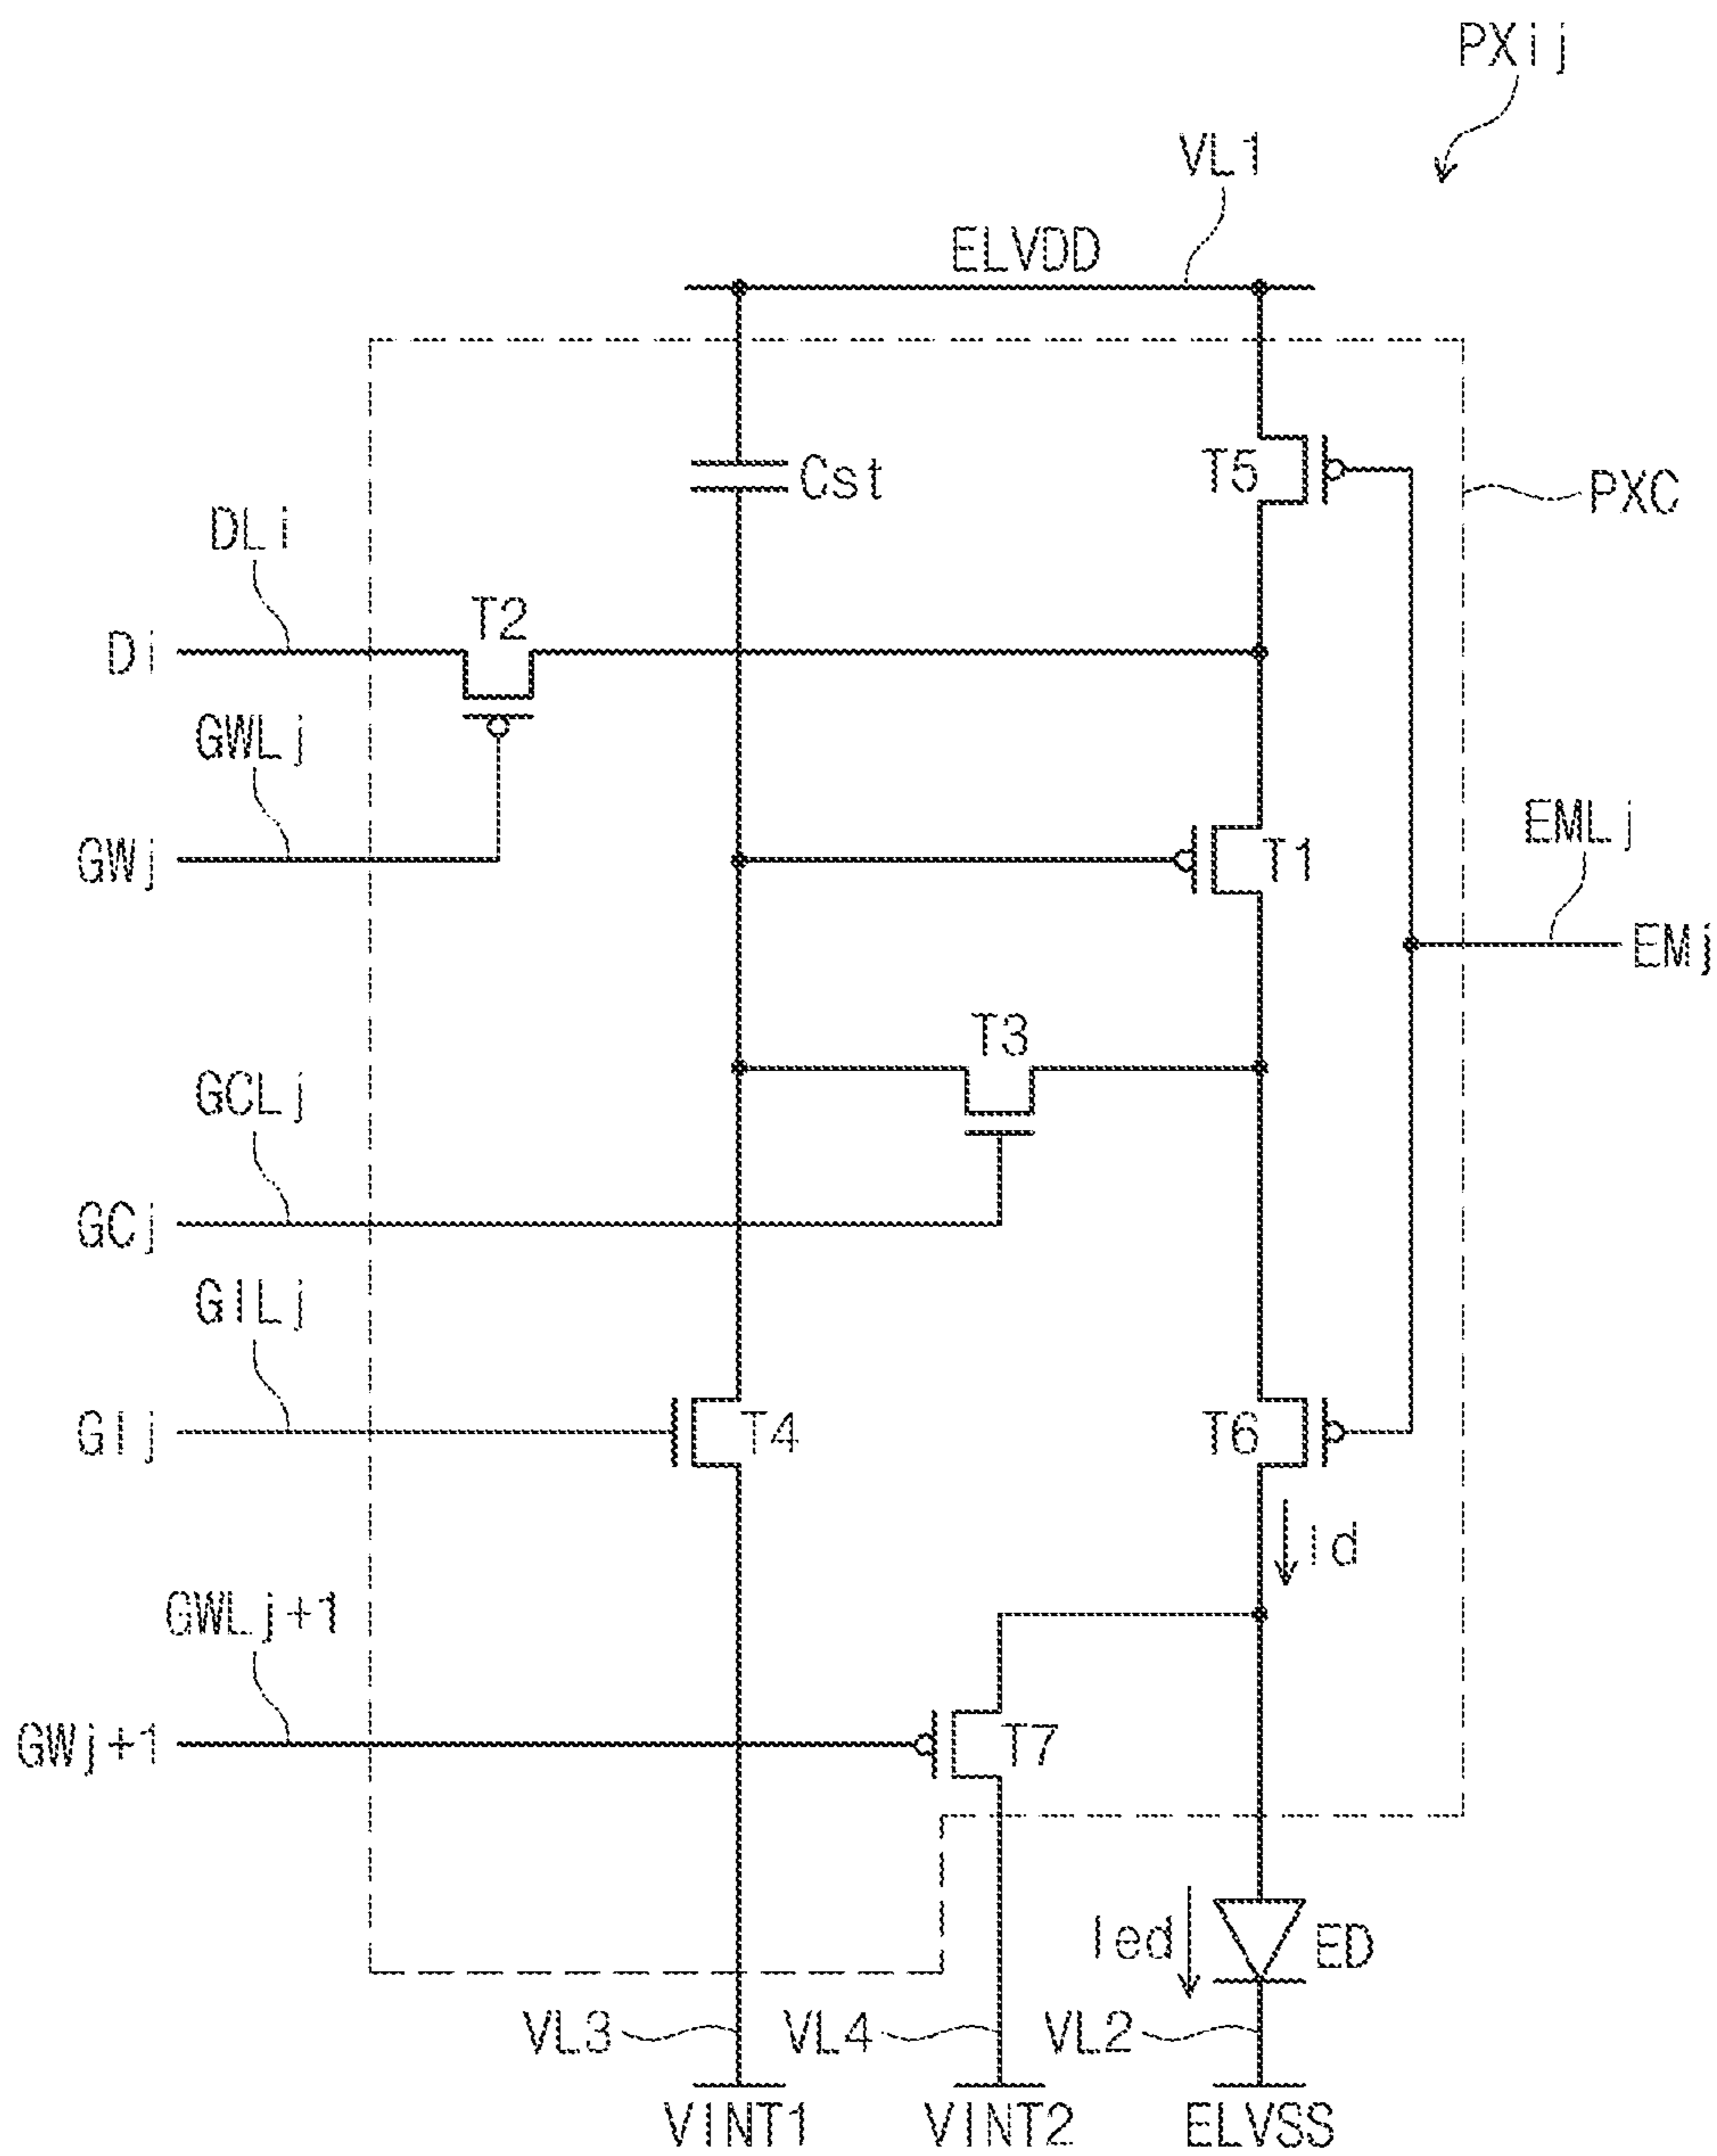 PXij
VL1
ELVDD
Cst
T5
PXC
DLi
T2
Di
GWLj
GWj
T1
EMLj
EMj
T3
GCLj
GCj
GILj
GIj
T4
T6
Id
GWLj+1
GWj+1
T7
Ied
ED
VL3
VL4
VL2
VINT1
VINT2
ELVSS